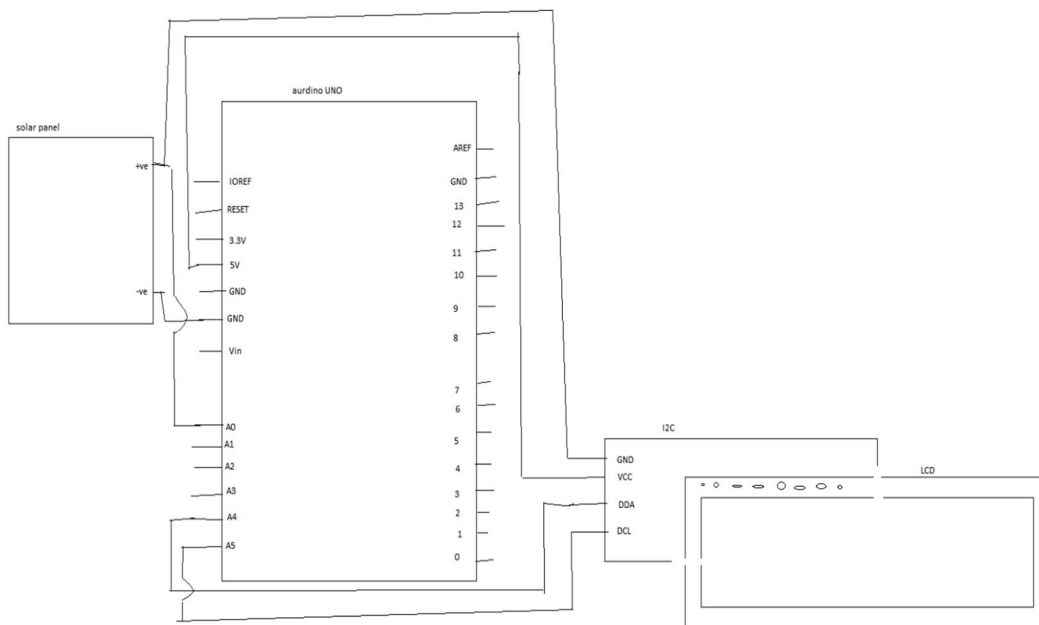 aurdino UNO
solar panel
+ve
-ve
IOREF
RESET
3.3V
5V
GND
GND
Vin
A0
A1
A2
A3
A4
A5
AREF
GND
13
12
11
10
9
8
7
6
5
4
3
2
1
0
I2C
GND
VCC
DDA
DCL
LCD